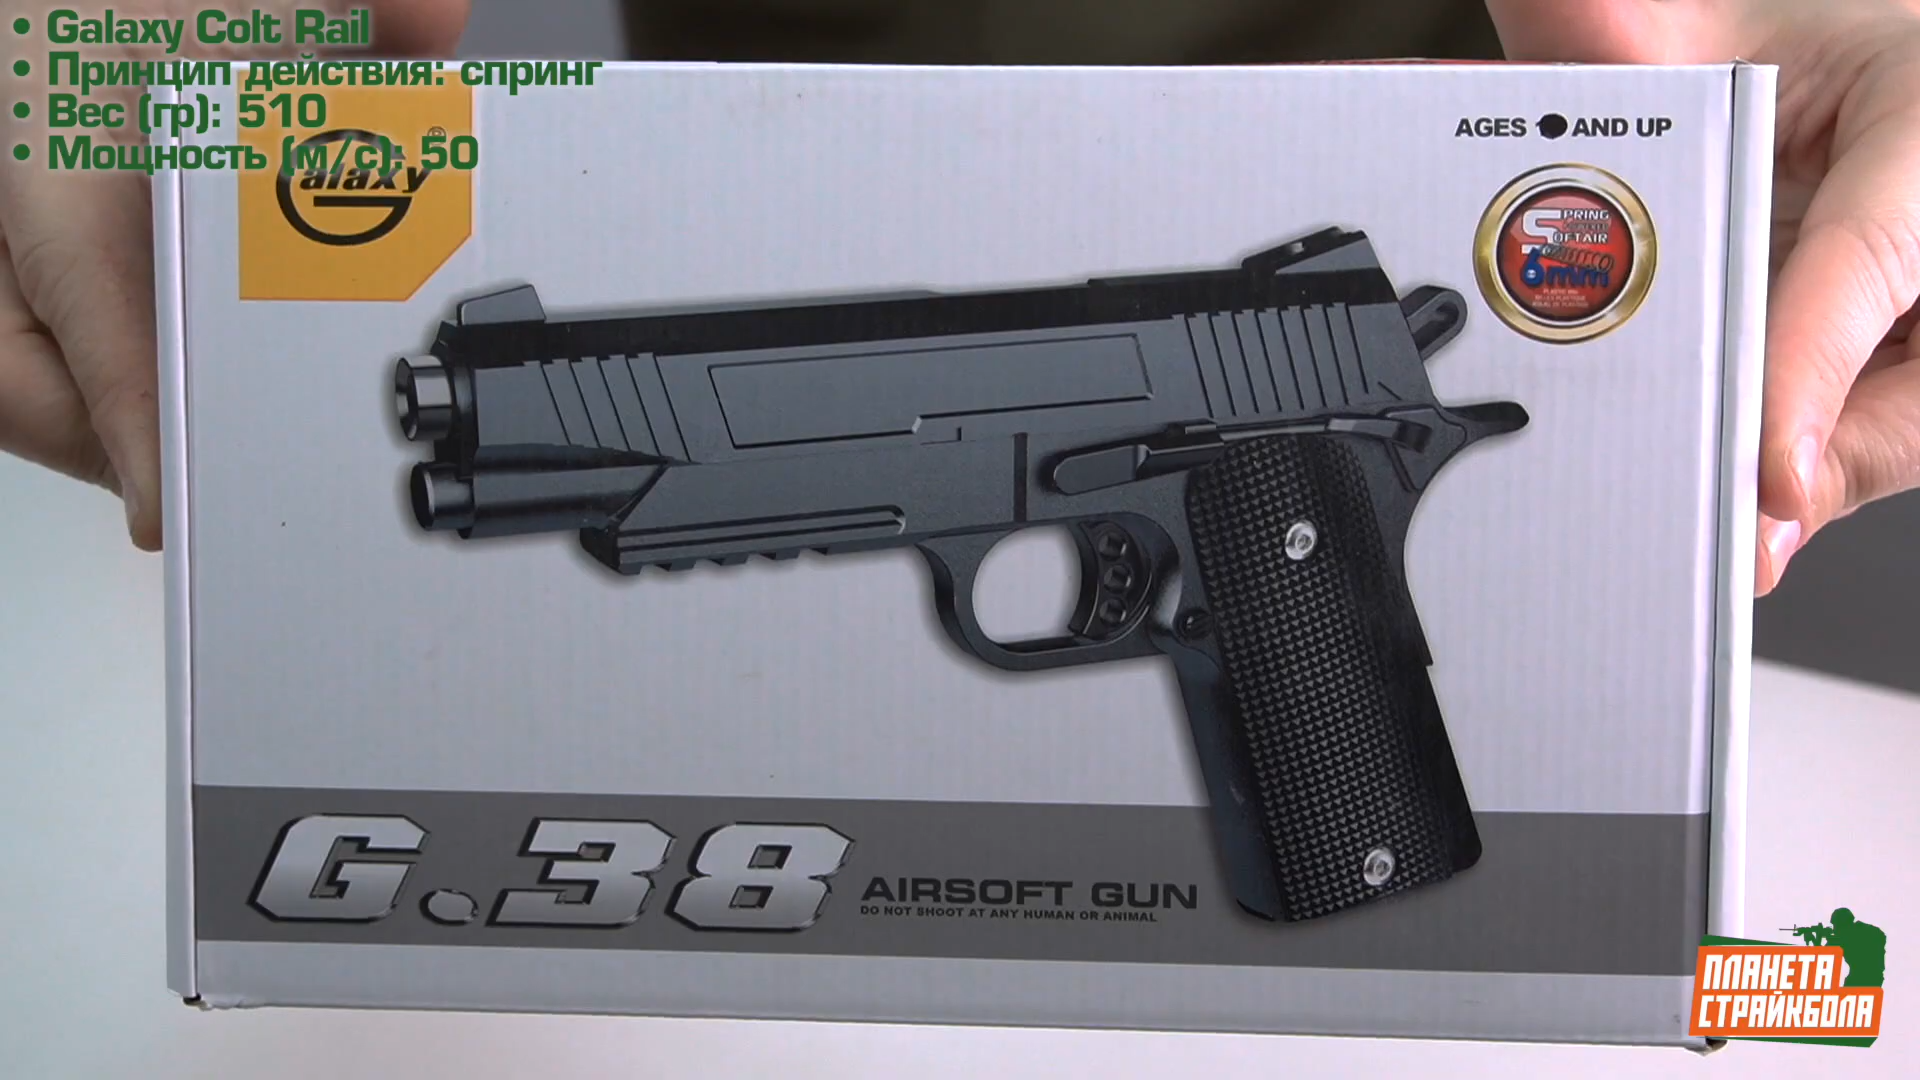 • Galaxy Colt Rail
• Принцип действия: спринг
• Вес (гр): 510
• Мощность (м/с): 50
Galaxy
AGES AND UP
SPRING
SOFTAIR
6mm
G.38
AIRSOFT GUN
DO NOT SHOOT AT ANY HUMAN OR ANIMAL
ПЛАНЕТА
СТРАЙКБОЛА